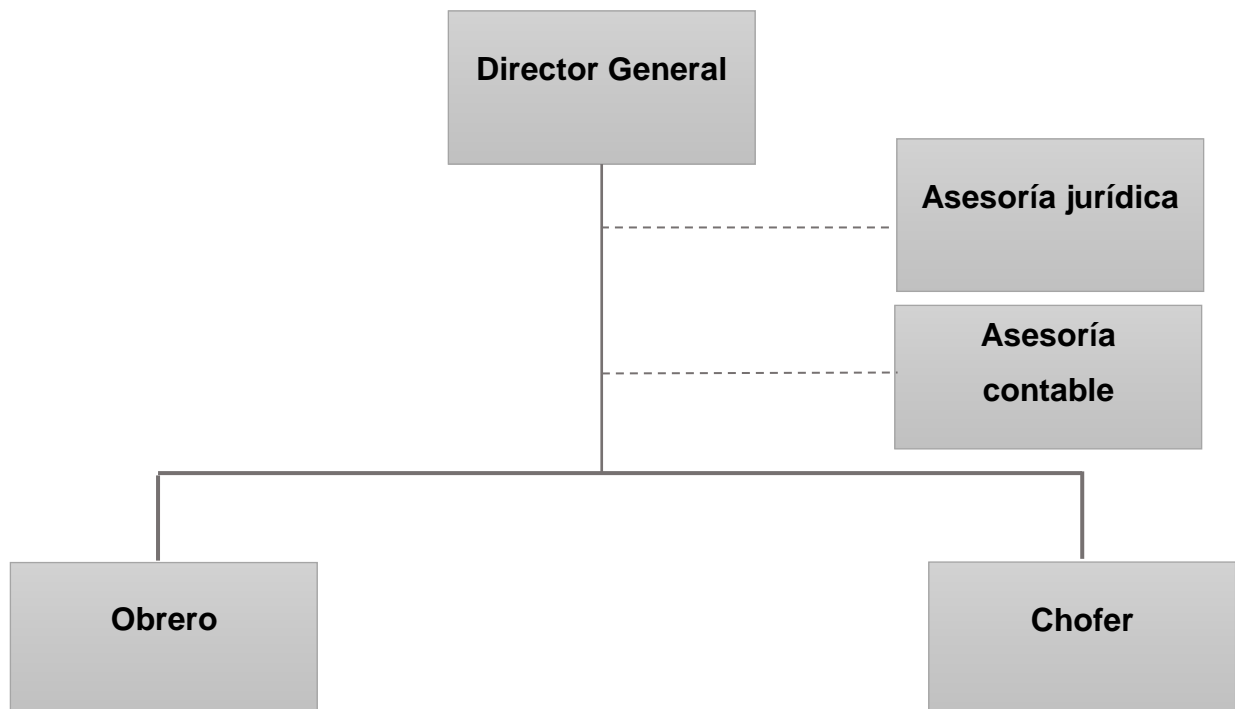 Director General
Asesoría jurídica
Asesoría
contable
Obrero
Chofer